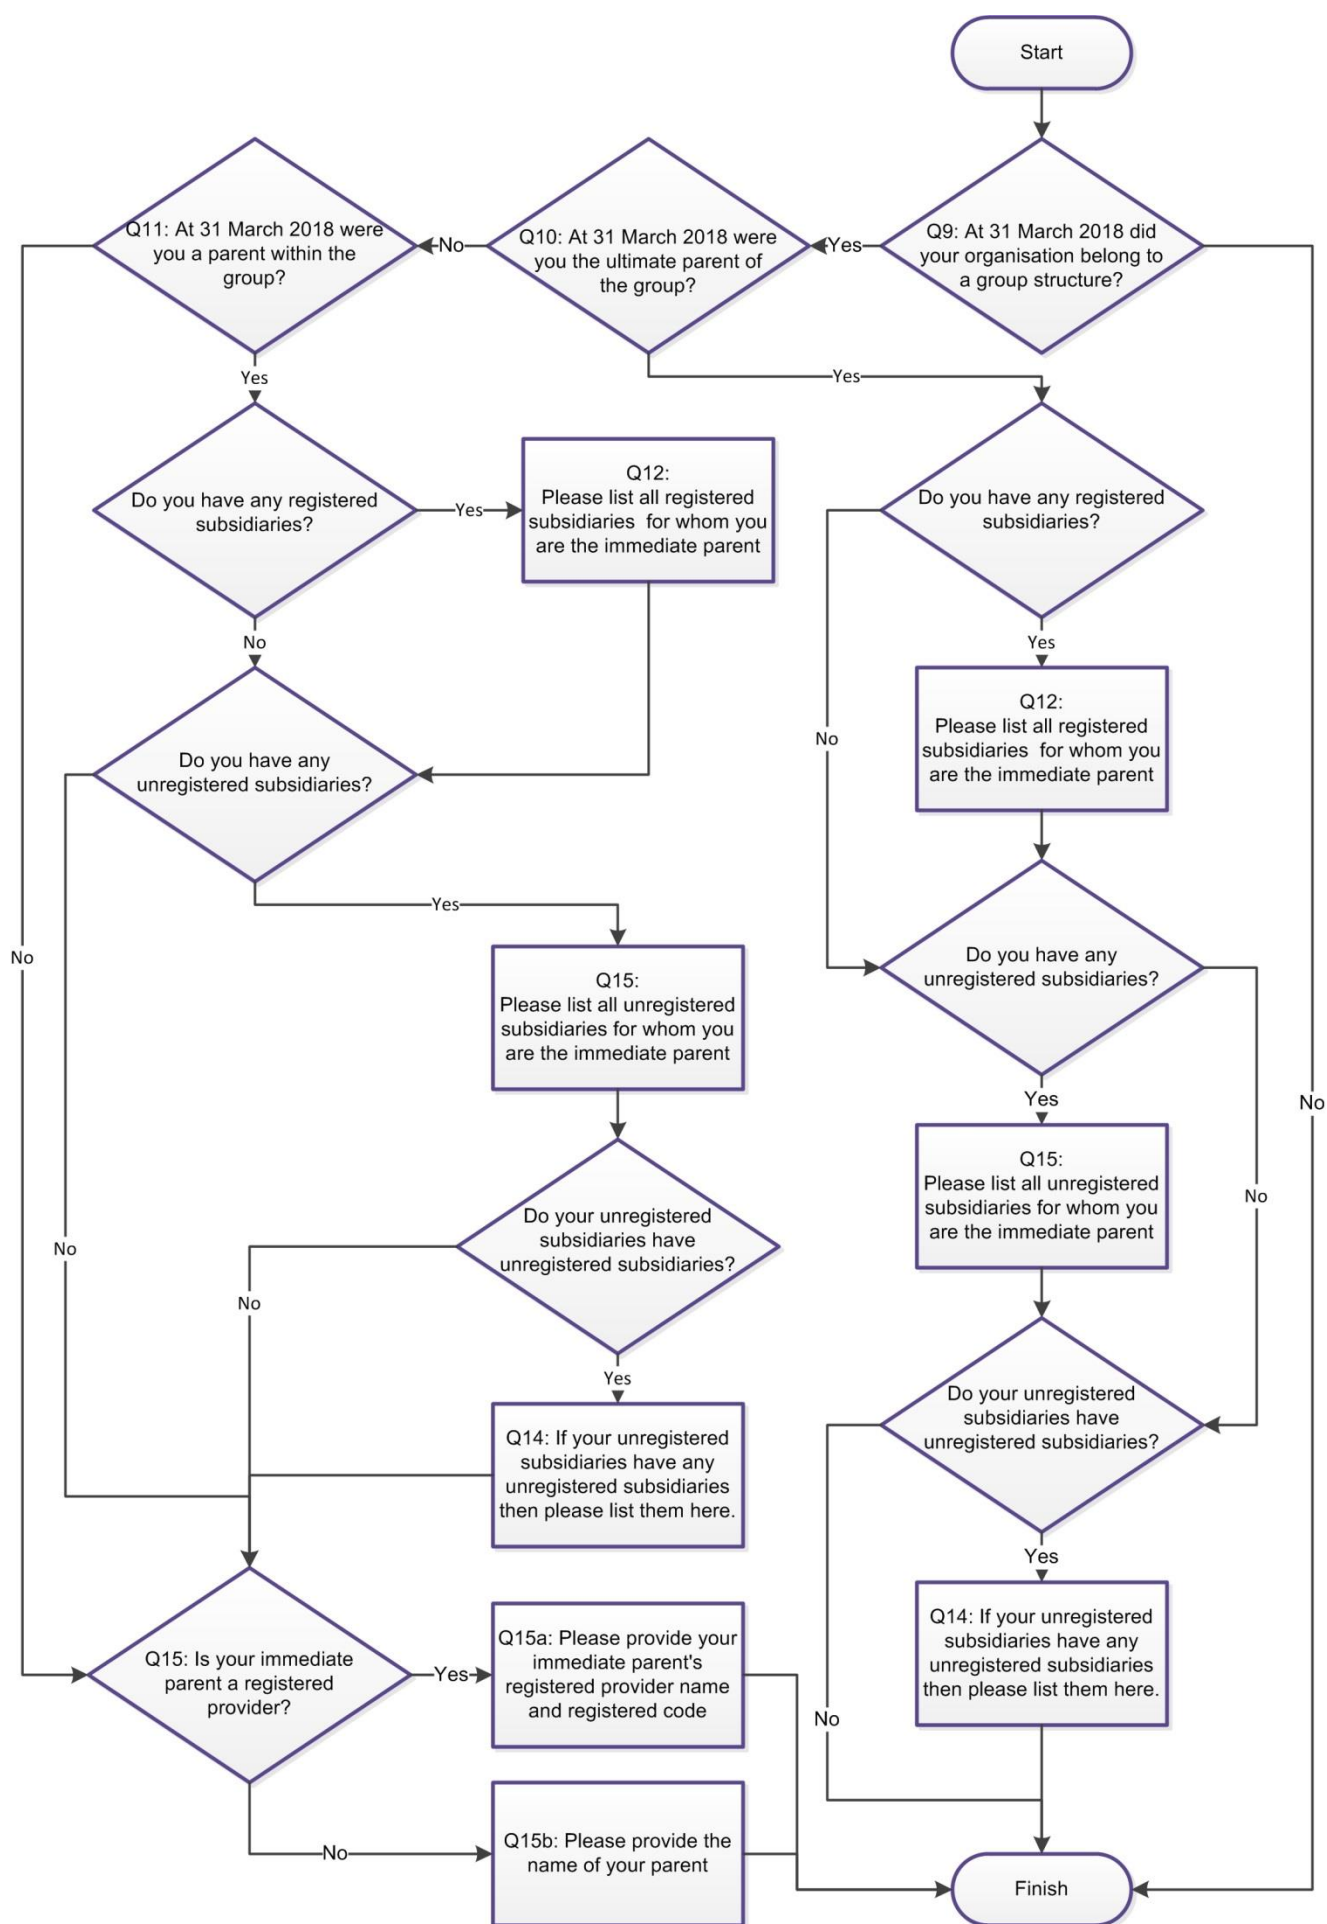 Start
Q11: At 31 March 2018 were
you a parent within the
group?
No
Q10: At 31 March 2018 were
you the ultimate parent of
the group?
Yes
Q9: At 31 March 2018 did
your organisation belong to
a group structure?
Yes
Yes
Do you have any registered
subsidiaries?
Yes
Q12:
Please list all registered
subsidiaries for whom you
are the immediate parent
Do you have any registered
subsidiaries?
No
Yes
Do you have any
unregistered subsidiaries?
No
Q12:
Please list all registered
subsidiaries for whom you
are the immediate parent
Yes
No
Q15:
Please list all unregistered
subsidiaries for whom you
are the immediate parent
Do you have any
unregistered subsidiaries?
Yes
No
Q15:
Please list all unregistered
subsidiaries for whom you
are the immediate parent
No
No
Do your unregistered
subsidiaries have
unregistered subsidiaries?
No
Yes
Do your unregistered
subsidiaries have
unregistered subsidiaries?
Q14: If your unregistered
subsidiaries have any
unregistered subsidiaries
then please list them here.
Yes
Q15: Is your immediate
parent a registered
provider?
Yes
Q15a: Please provide your
immediate parent's
registered provider name
and registered code
Q14: If your unregistered
subsidiaries have any
unregistered subsidiaries
then please list them here.
No
No
Q15b: Please provide the
name of your parent
Finish